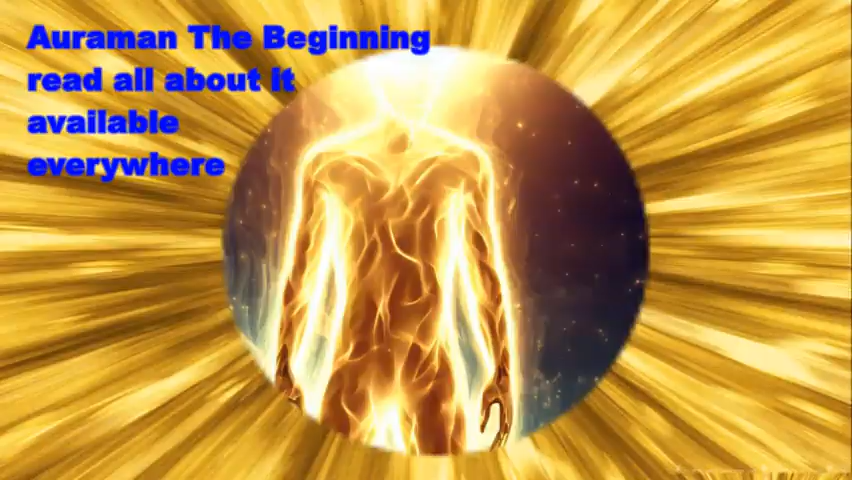 Auraman The Beginning
read all about it
available
everywhere